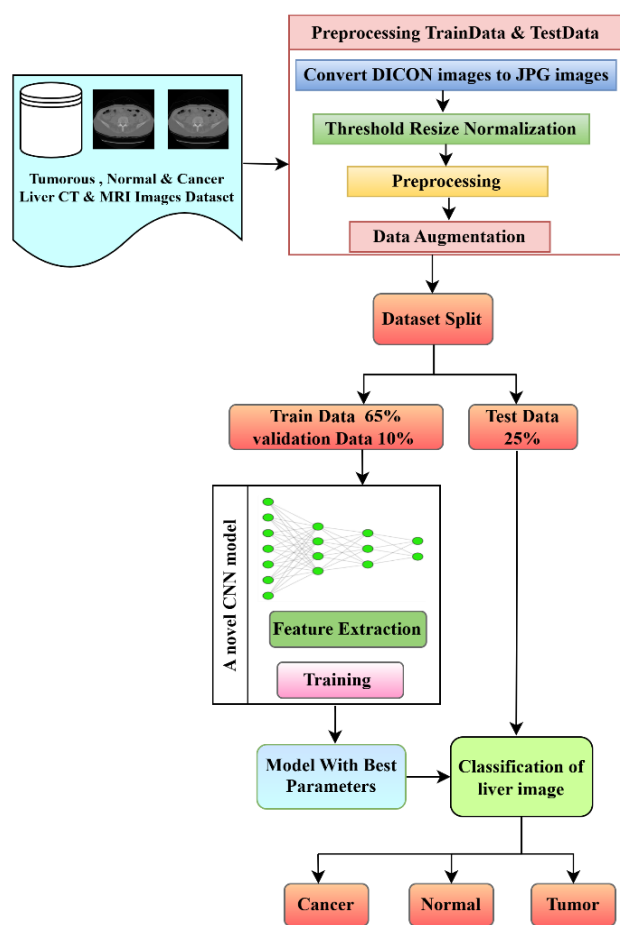 Preprocessing TrainData & TestData
Convert DICON images to JPG images
Threshold Resize Normalization
Preprocessing
Data Augmentation
Tumorous , Normal & Cancer
Liver CT & MRI Images Dataset
Dataset Split
Train Data 65%
validation Data 10%
Test Data
25%
A novel CNN model
Feature Extraction
Training
Model With Best
Parameters
Classification of
liver image
Cancer
Normal
Tumor